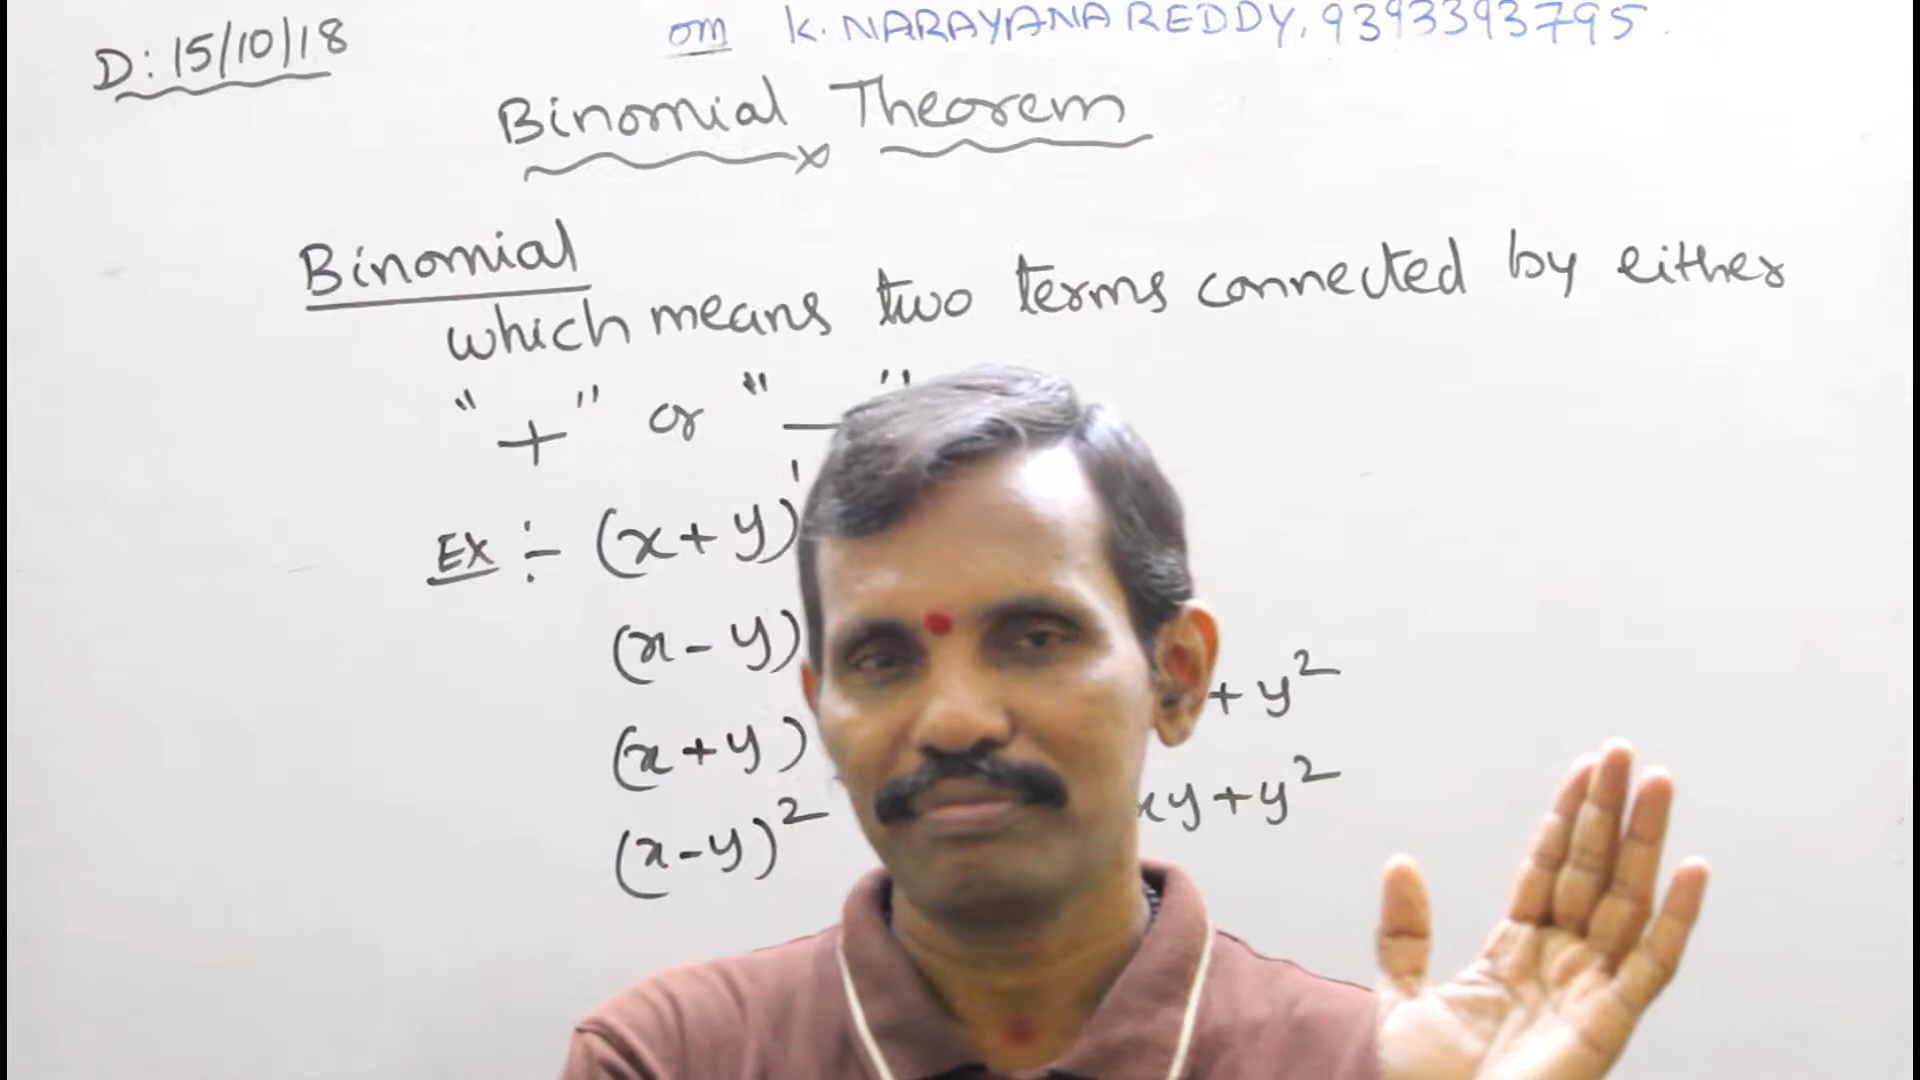 D: 15/10/18
om K. NARAYANA REDDY, 9393393795.
Binomial Theorem
Binomial
which means two terms connected by either
"+" or "—"
Ex :- (x+y)
(x-y)
(x+y) + y²
(x-y)² xy+y²